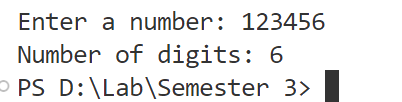 Enter a number: 123456
Number of digits: 6
PS D:\Lab\Semester 3>